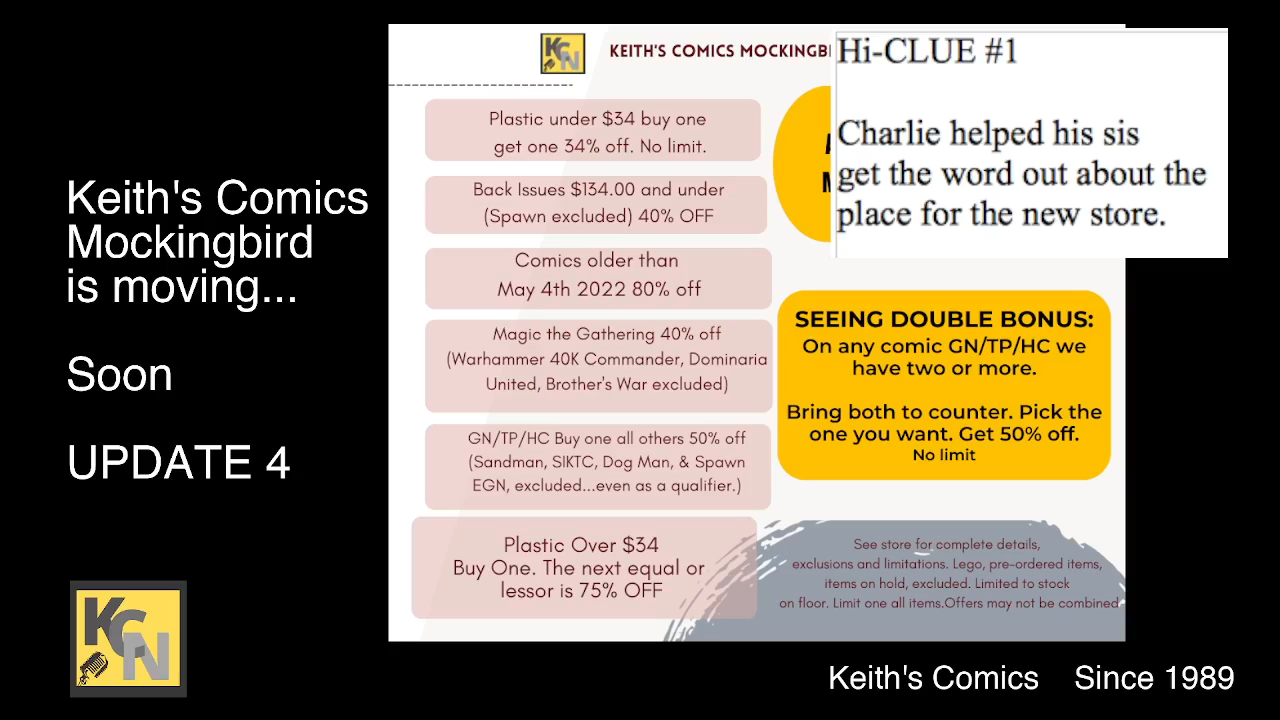 Keith's Comics
Mockingbird
is moving...
Soon
UPDATE 4
KCN
KCN
KEITH'S COMICS MOCKINGBI
Plastic under $34 buy one
get one 34% off. No limit.
Back Issues $134.00 and under
(Spawn excluded) 40% OFF
Comics older than
May 4th 2022 80% off
Magic the Gathering 40% off
(Warhammer 40K Commander, Dominaria
United, Brother's War excluded)
GN/TP/HC Buy one all others 50% off
(Sandman, SIKTC, Dog Man, & Spawn
EGN, excluded...even as a qualifier.)
Plastic Over $34
Buy One. The next equal or
lessor is 75% OFF
Hi-CLUE #1
Charlie helped his sis
get the word out about the
place for the new store.
SEEING DOUBLE BONUS:
On any comic GN/TP/HC we
have two or more.
Bring both to counter. Pick the
one you want. Get 50% off.
No limit
See store for complete details,
exclusions and limitations. Lego, pre-ordered items,
items on hold, excluded. Limited to stock
on floor. Limit one all items.Offers may not be combined
Keith's Comics Since 1989